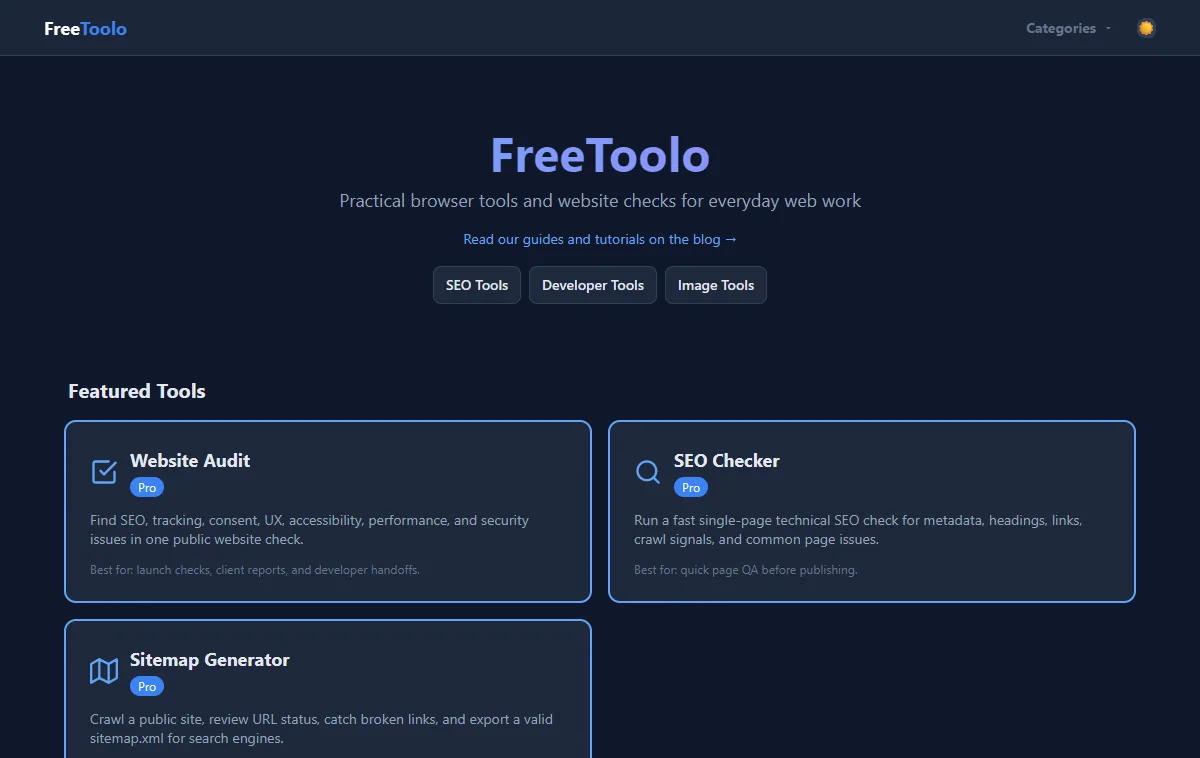 FreeToolo
Categories
FreeToolo
Practical browser tools and website checks for everyday web work
Read our guides and tutorials on the blog →
SEO Tools
Developer Tools
Image Tools
Featured Tools
Website Audit
Pro
Find SEO, tracking, consent, UX, accessibility, performance, and security
issues in one public website check.
Best for: launch checks, client reports, and developer handoffs.
SEO Checker
Pro
Run a fast single-page technical SEO check for metadata, headings, links,
crawl signals, and common page issues.
Best for: quick page QA before publishing.
Sitemap Generator
Pro
Crawl a public site, review URL status, catch broken links, and export a valid
sitemap.xml for search engines.